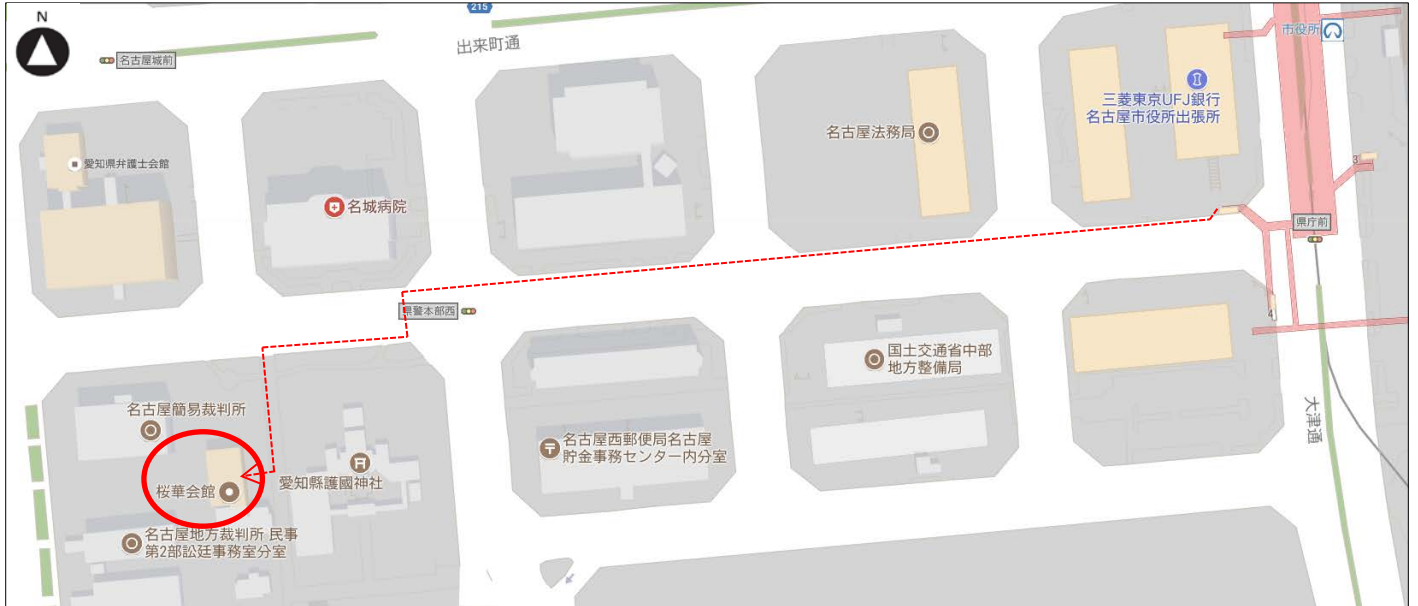 N
215
出来町通
市役所
名古屋城前
三菱東京UFJ銀行
名古屋市役所出張所
名古屋法務局
愛知県弁護士会館
3
名城病院
県庁前
県警本部西
4
国土交通省中部
地方整備局
名古屋簡易裁判所
大津通
名古屋西郵便局名古屋
貯金事務センター内分室
愛知縣護國神社
桜華会館
名古屋地方裁判所 民事
第2部訟廷事務室分室